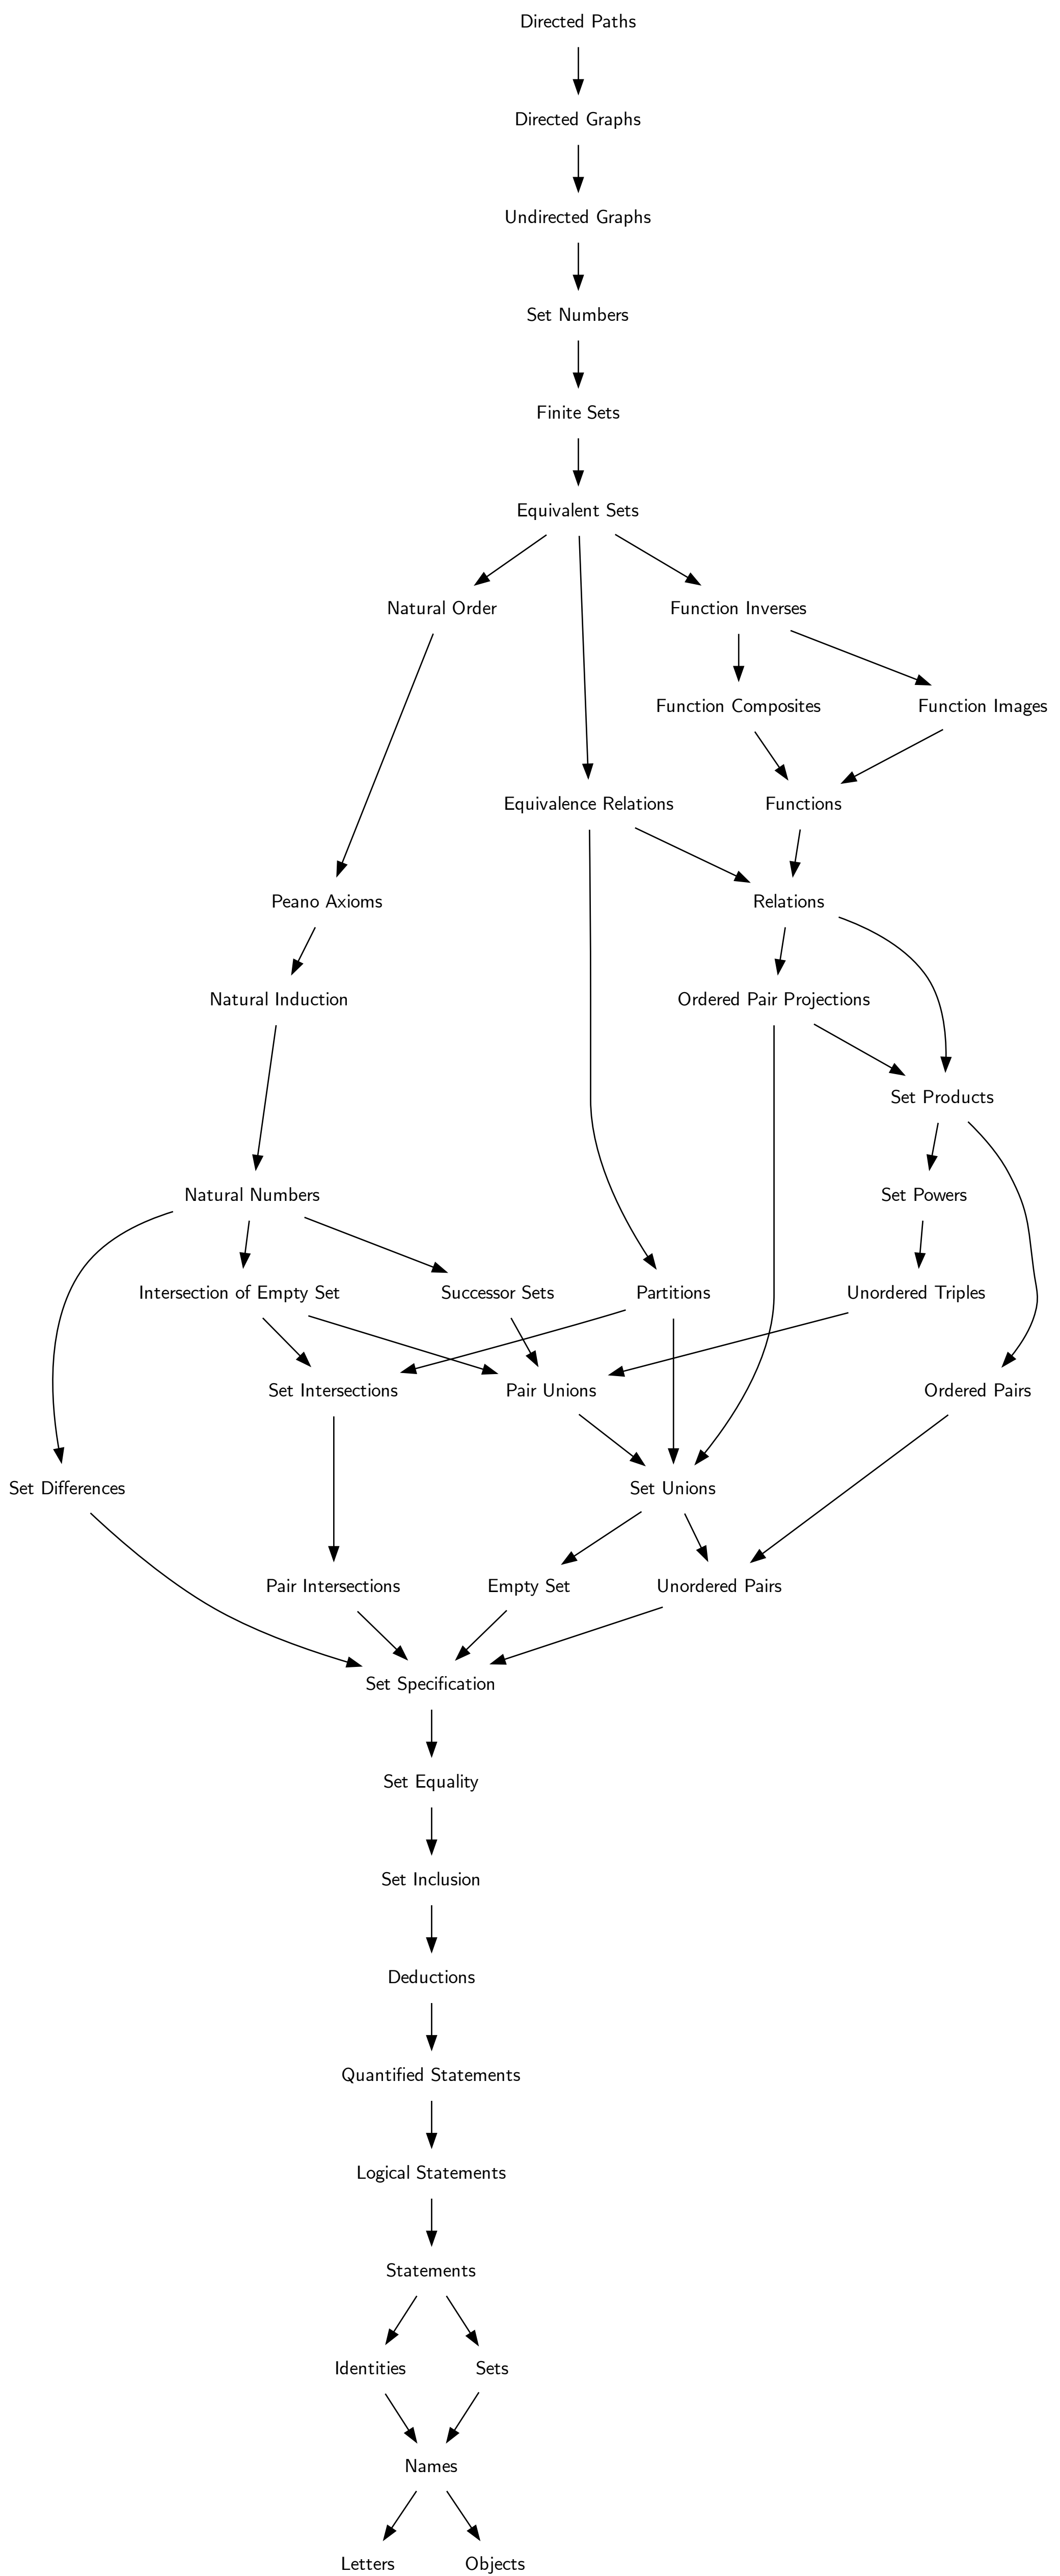 Directed Paths
Directed Graphs
Undirected Graphs
Set Numbers
Finite Sets
Equivalent Sets
Natural Order
Function Inverses
Function Composites
Function Images
Equivalence Relations
Functions
Peano Axioms
Relations
Natural Induction
Ordered Pair Projections
Set Products
Natural Numbers
Set Powers
Intersection of Empty Set
Successor Sets
Partitions
Unordered Triples
Set Intersections
Pair Unions
Ordered Pairs
Set Differences
Set Unions
Pair Intersections
Empty Set
Unordered Pairs
Set Specification
Set Equality
Set Inclusion
Deductions
Quantified Statements
Logical Statements
Statements
Identities
Sets
Names
Letters
Objects